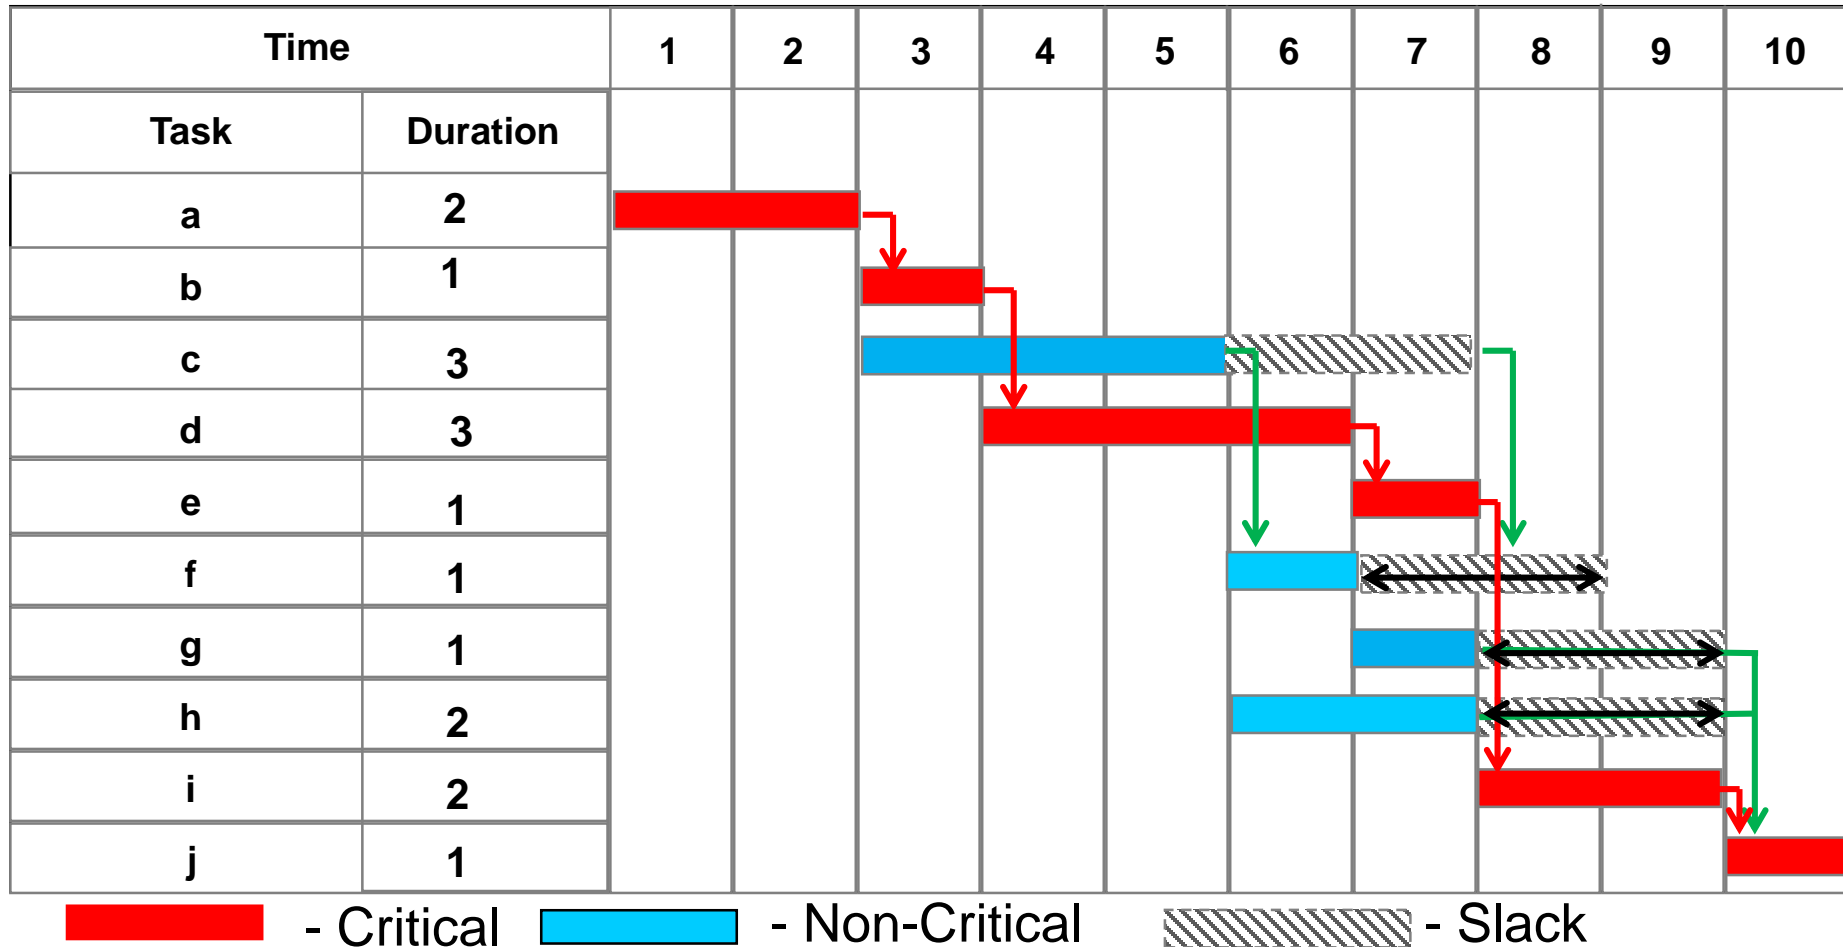 Time 1 2 3 4 5 6 7 8 9 10
Task Duration
a 2
b 1
c 3
d 3
e 1
f 1
g 1
h 2
i 2
j 1
- Critical - Non-Critical - Slack